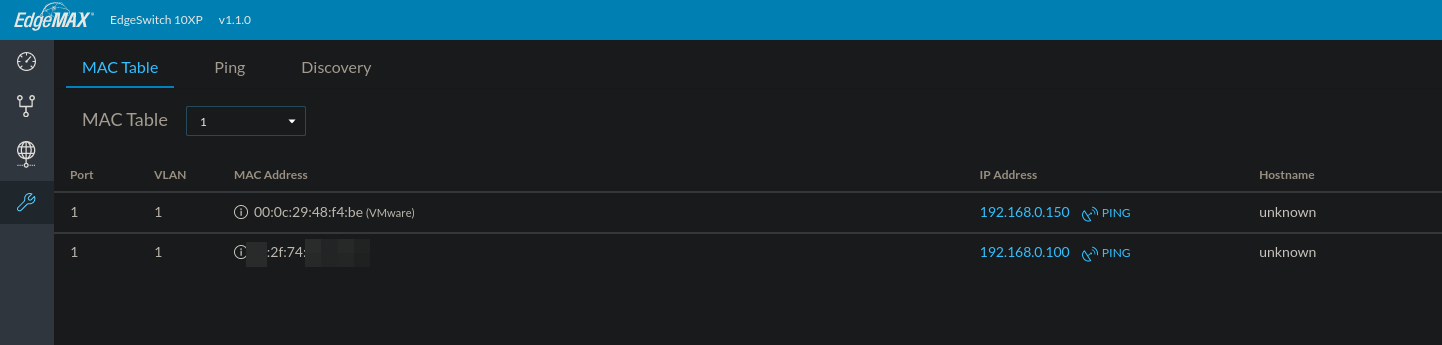 EdgeMAX EdgeSwitch 10XP v1.1.0
MAC Table Ping Discovery
MAC Table 1
Port VLAN MAC Address IP Address Hostname
1 1 00:0c:29:48:f4:be (VMware) 192.168.0.150 PING unknown
1 1 :2f:74: 192.168.0.100 PING unknown